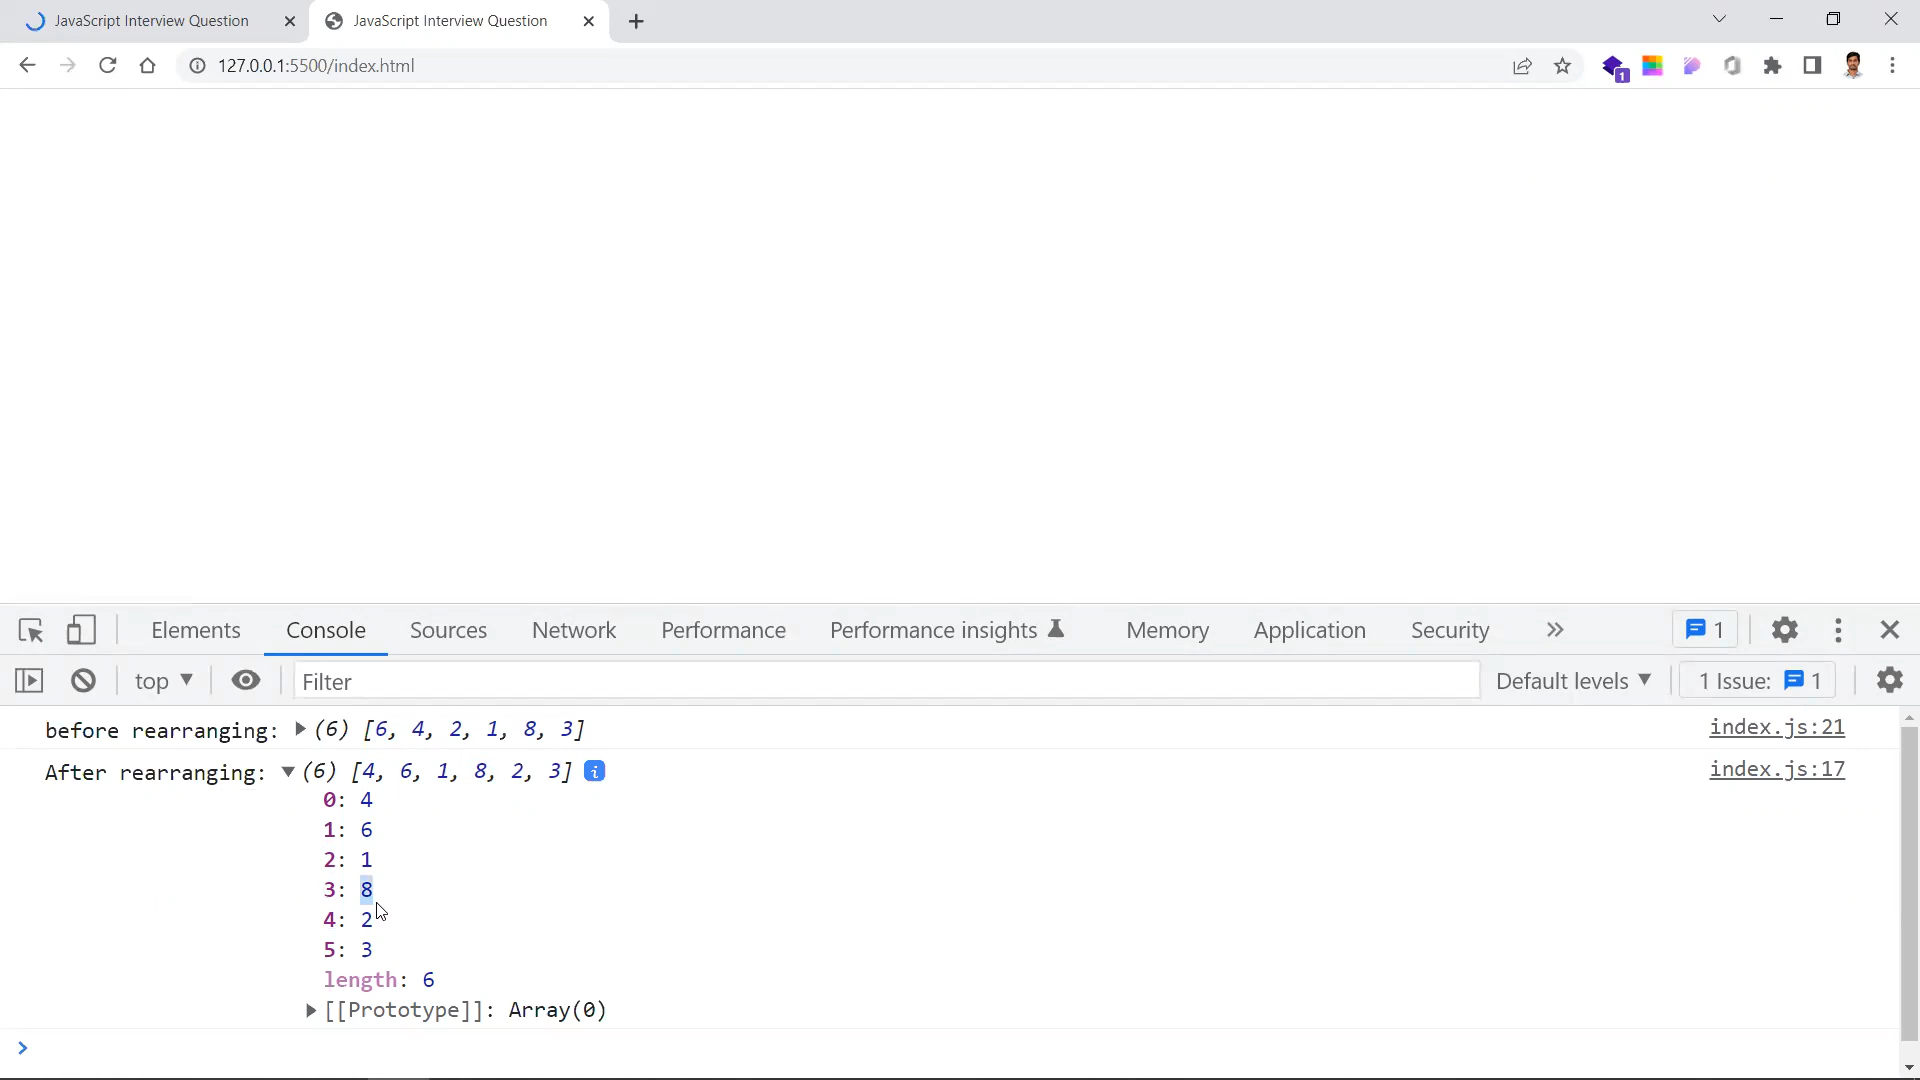 JavaScript Interview Question
JavaScript Interview Question
127.0.0.1:5500/index.html
1
Elements Console Sources Network Performance Performance insights Memory Application Security 1
top Filter Default levels 1 Issue: 1
before rearranging: (6) [6, 4, 2, 1, 8, 3] index.js:21
After rearranging: (6) [4, 6, 1, 8, 2, 3] i index.js:17
0: 4
1: 6
2: 1
3: 8
4: 2
5: 3
length: 6
[[Prototype]]: Array(0)